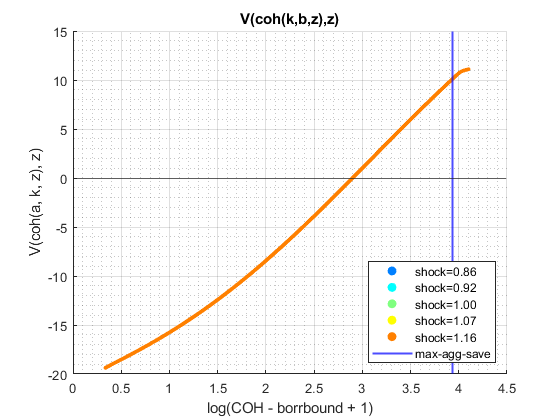 V(coh(k,b,z),z)
V(coh(a, k, z), z)
15
10
5
0
-5
-10
-15
-20
0
0.5
1
1.5
2
2.5
3
3.5
4
4.5
log(COH - borrbound + 1)
shock=0.86
shock=0.92
shock=1.00
shock=1.07
shock=1.16
max-agg-save